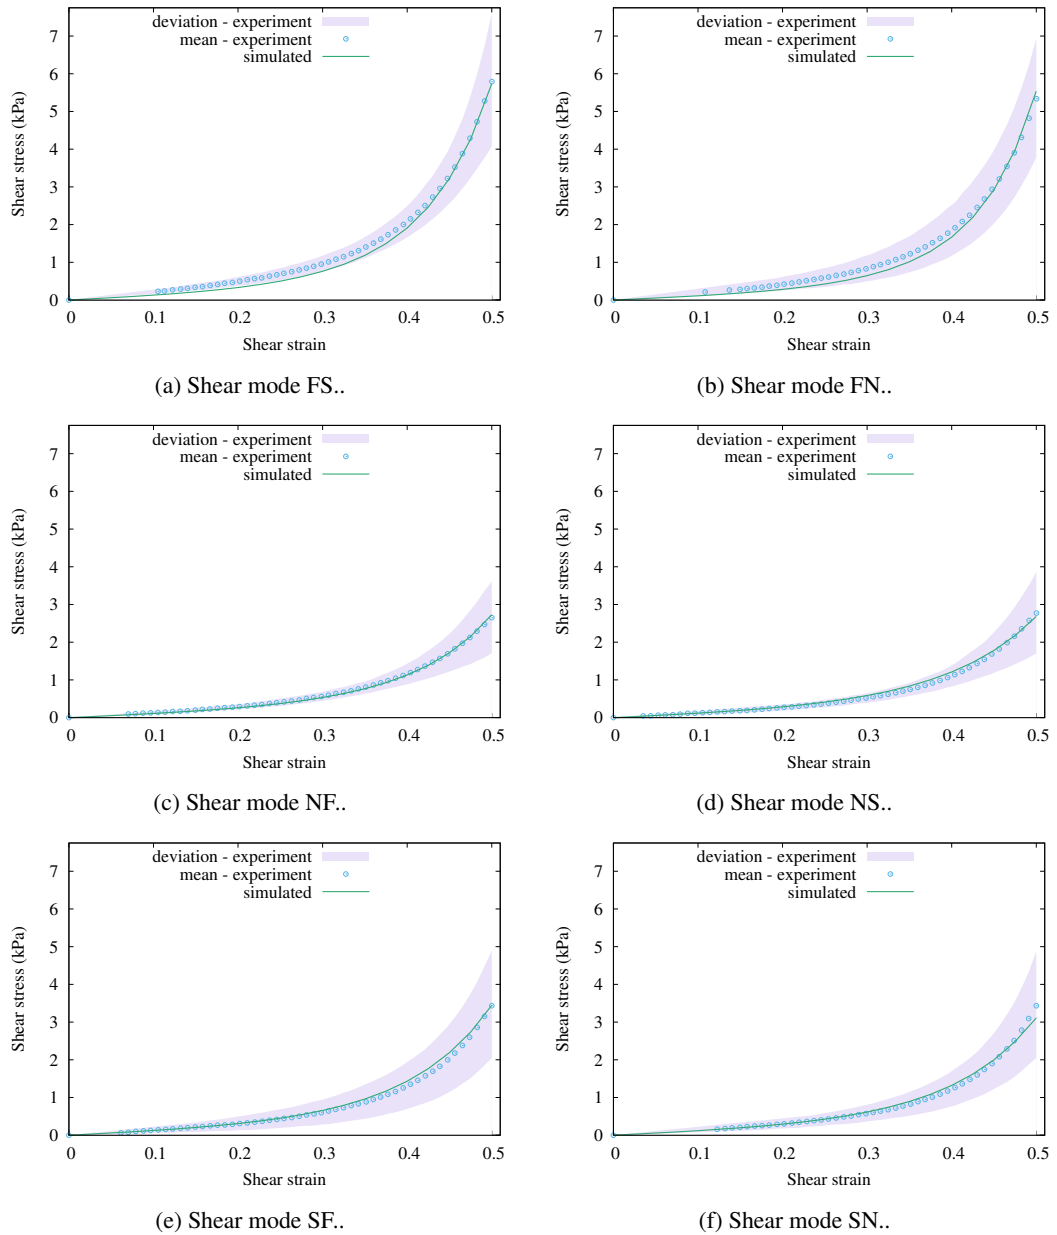 deviation - experiment
mean - experiment
simulated
7
6
5
4
3
2
1
0
Shear stress (kPa)
0 0.1 0.2 0.3 0.4 0.5
Shear strain
(a) Shear mode FS..
deviation - experiment
mean - experiment
simulated
7
6
5
4
3
2
1
0
Shear stress (kPa)
0 0.1 0.2 0.3 0.4 0.5
Shear strain
(b) Shear mode FN..
deviation - experiment
mean - experiment
simulated
7
6
5
4
3
2
1
0
Shear stress (kPa)
0 0.1 0.2 0.3 0.4 0.5
Shear strain
(c) Shear mode NF..
deviation - experiment
mean - experiment
simulated
7
6
5
4
3
2
1
0
Shear stress (kPa)
0 0.1 0.2 0.3 0.4 0.5
Shear strain
(d) Shear mode NS..
deviation - experiment
mean - experiment
simulated
7
6
5
4
3
2
1
0
Shear stress (kPa)
0 0.1 0.2 0.3 0.4 0.5
Shear strain
(e) Shear mode SF..
deviation - experiment
mean - experiment
simulated
7
6
5
4
3
2
1
0
Shear stress (kPa)
0 0.1 0.2 0.3 0.4 0.5
Shear strain
(f) Shear mode SN..